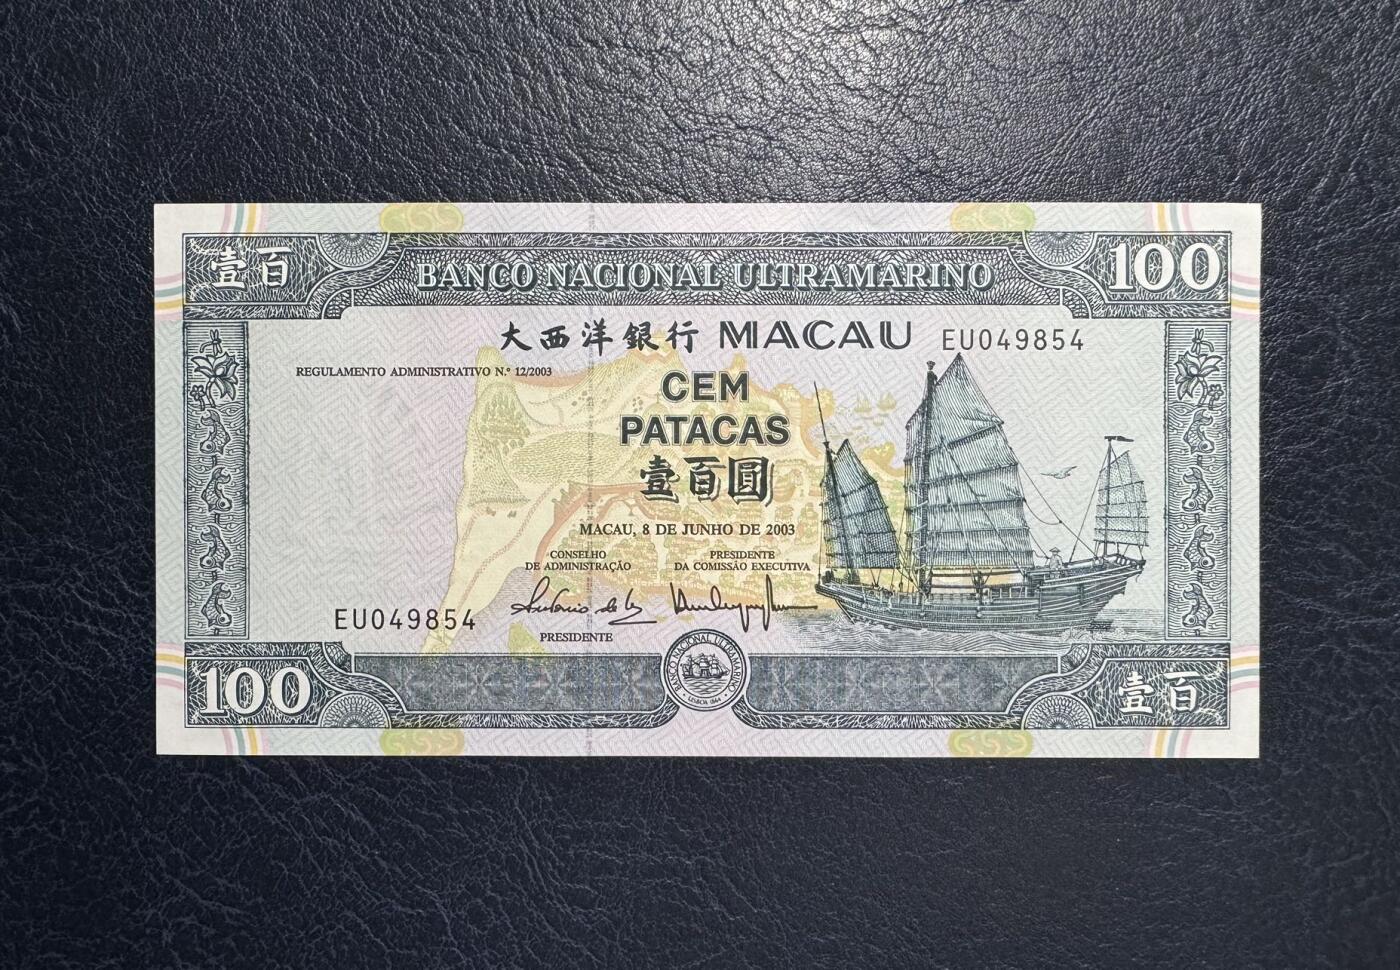 壹百
BANCO NACIONAL ULTRAMARINO
100
大西洋銀行 MACAU
EU049854
REGULAMENTO ADMINISTRATIVO N.º 12/2003
CEM
PATACAS
壹百圓
MACAU, 8 DE JUNHO DE 2003
CONSELHO
DE ADMINISTRAÇÃO
PRESIDENTE
DA COMISSÃO EXECUTIVA
EU049854
PRESIDENTE
100
BANCO NACIONAL ULTRAMARINO
LISBOA 1864
壹百